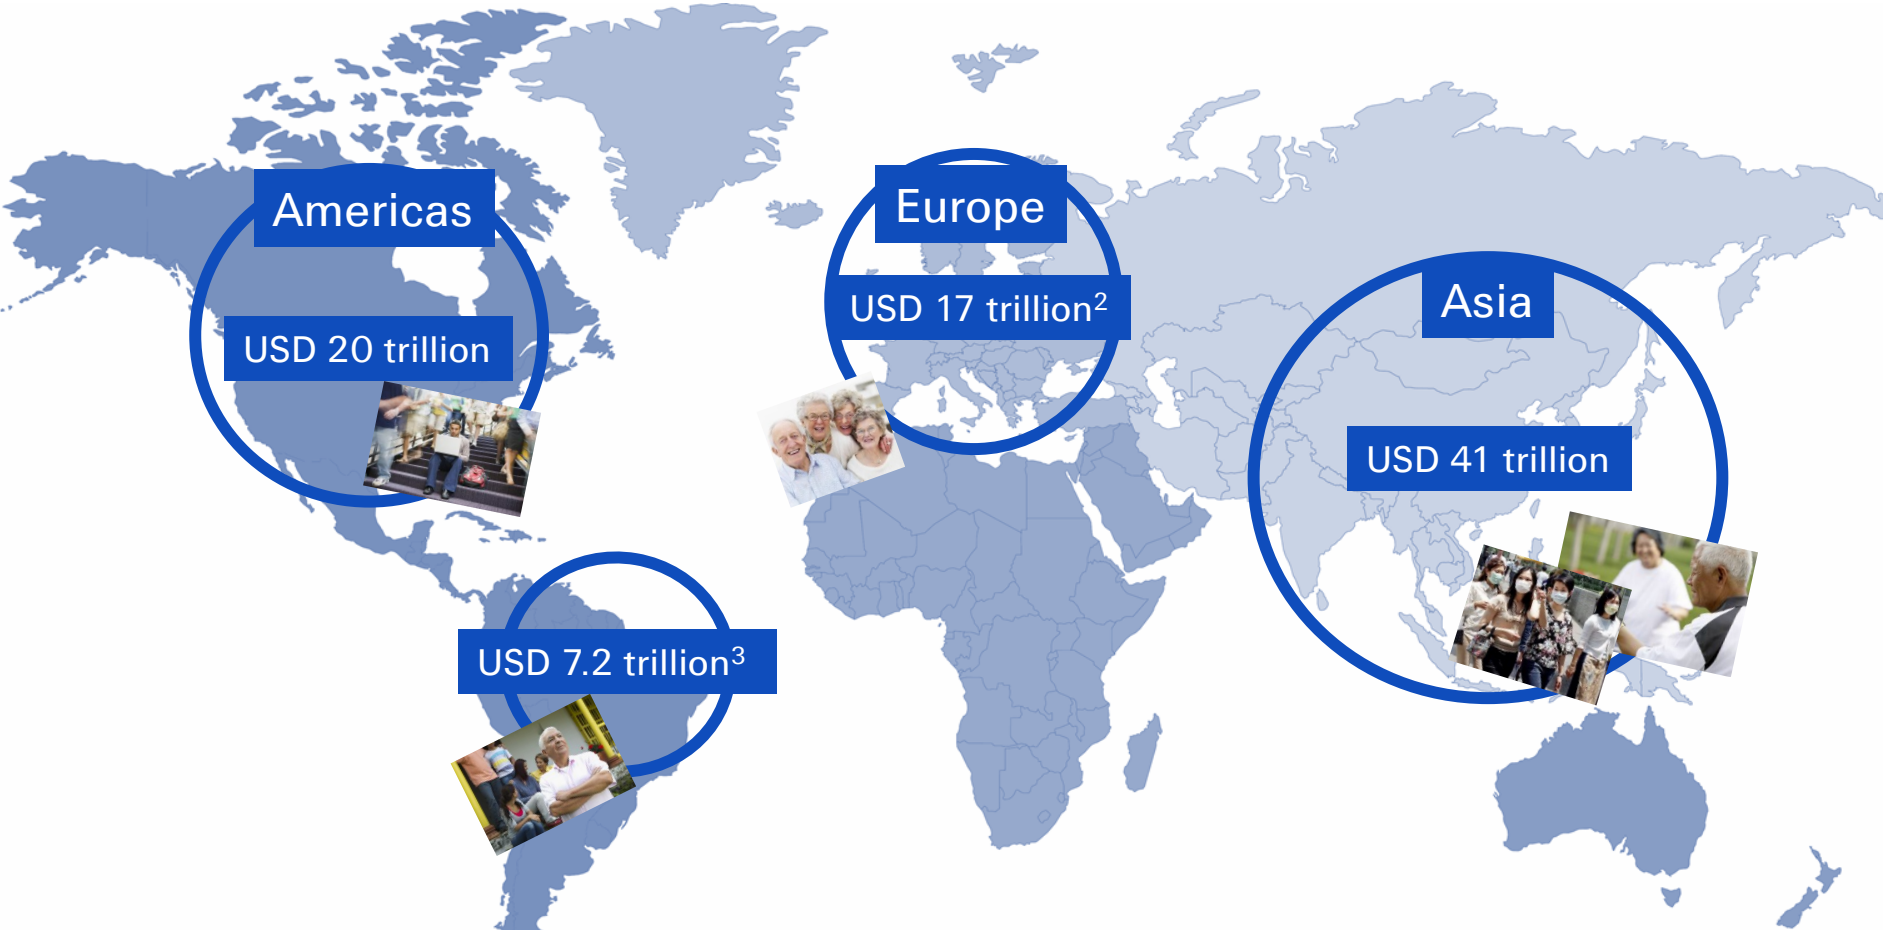 Americas
USD 20 trillion
Europe
USD 17 trillion²
Asia
USD 41 trillion
USD 7.2 trillion³